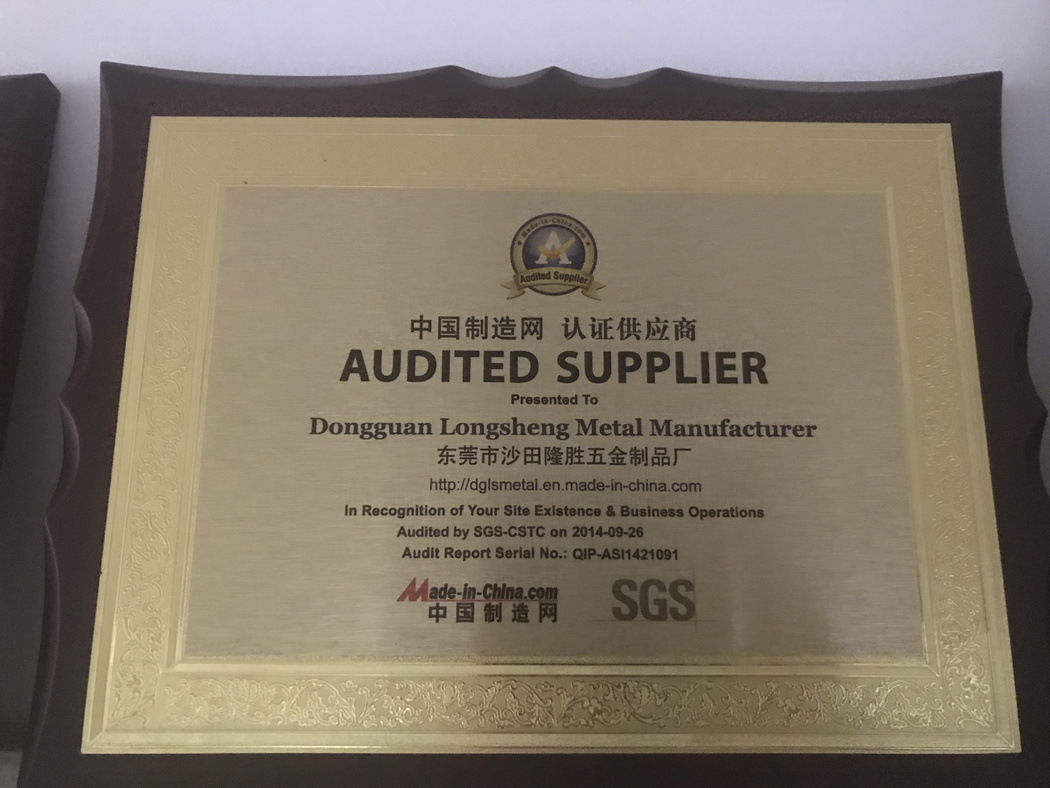 Made-in-China.com
A
Audited Supplier
中国制造网 认证供应商
AUDITED SUPPLIER
Presented To
Dongguan Longsheng Metal Manufacturer
东莞市沙田隆胜五金制品厂
http://dglsmetal.en.made-in-china.com
In Recognition of Your Site Existence & Business Operations
Audited by SGS-CSTC on 2014-09-26
Audit Report Serial No.: QIP-ASI1421091
Made-in-China.com
中国制造网
SGS